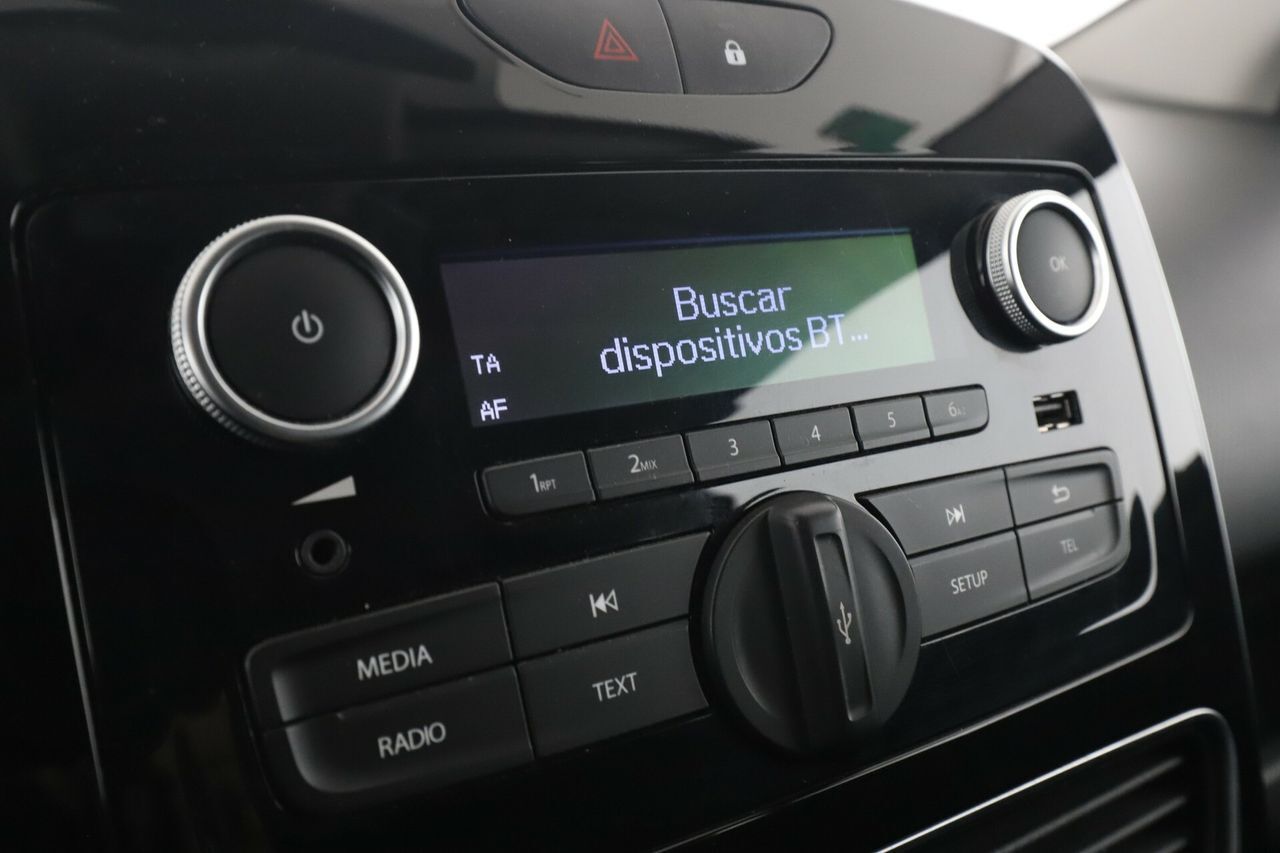 OK
Buscar
dispositivos BT...
TA
AF
1RPT
2MIX
3
4
5
6
MEDIA
RADIO
TEXT
SETUP
TEL